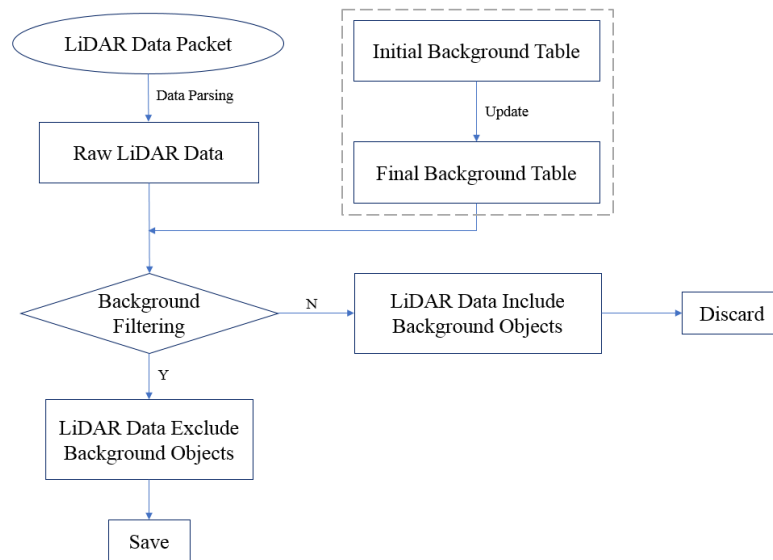 LiDAR Data Packet
Data Parsing
Raw LiDAR Data
Initial Background Table
Update
Final Background Table
Background
Filtering
N
LiDAR Data Include
Background Objects
Discard
Y
LiDAR Data Exclude
Background Objects
Save